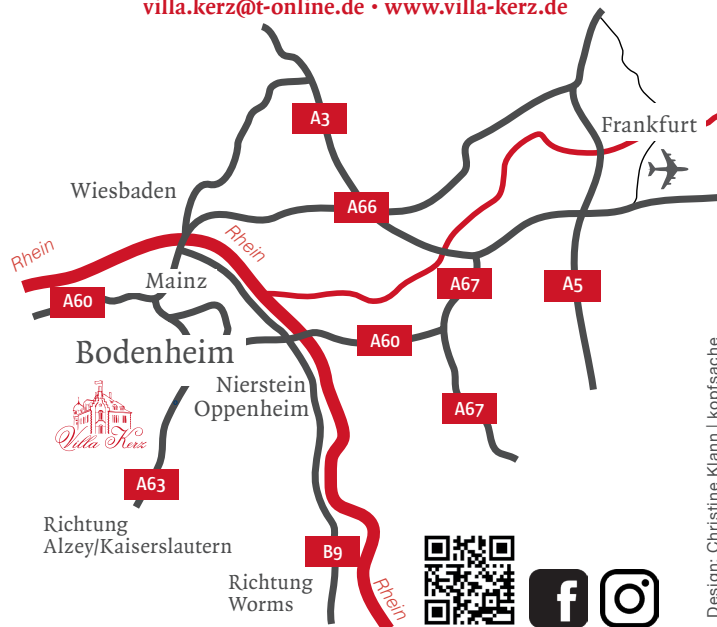 villa.kerz@t-online.de • www.villa-kerz.de
A3
Frankfurt
Wiesbaden
A66
Rhein
Rhein
Mainz
A60
A67
A5
Bodenheim
A60
Nierstein
Oppenheim
A67
Villa Kerz
A63
Richtung
Alzey/Kaiserslautern
B9
Richtung
Worms
Rhein
f
Design: Christine Klann | kopfsache